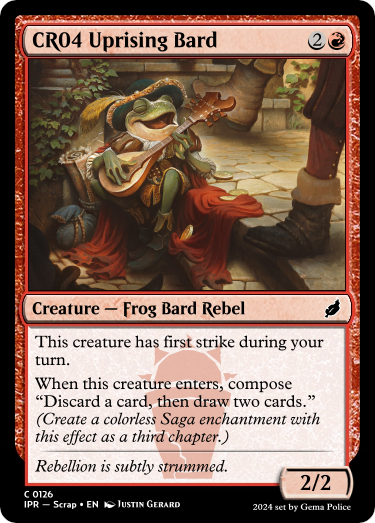 CR04 Uprising Bard 2
Creature — Frog Bard Rebel
This creature has first strike during your
turn.
When this creature enters, compose
“Discard a card, then draw two cards.”
(Create a colorless Saga enchantment with
this effect as a third chapter.)
Rebellion is subtly strummed.
2/2
C 0126
IPR — Scrap • EN Justin Gerard
2024 set by Gema Police